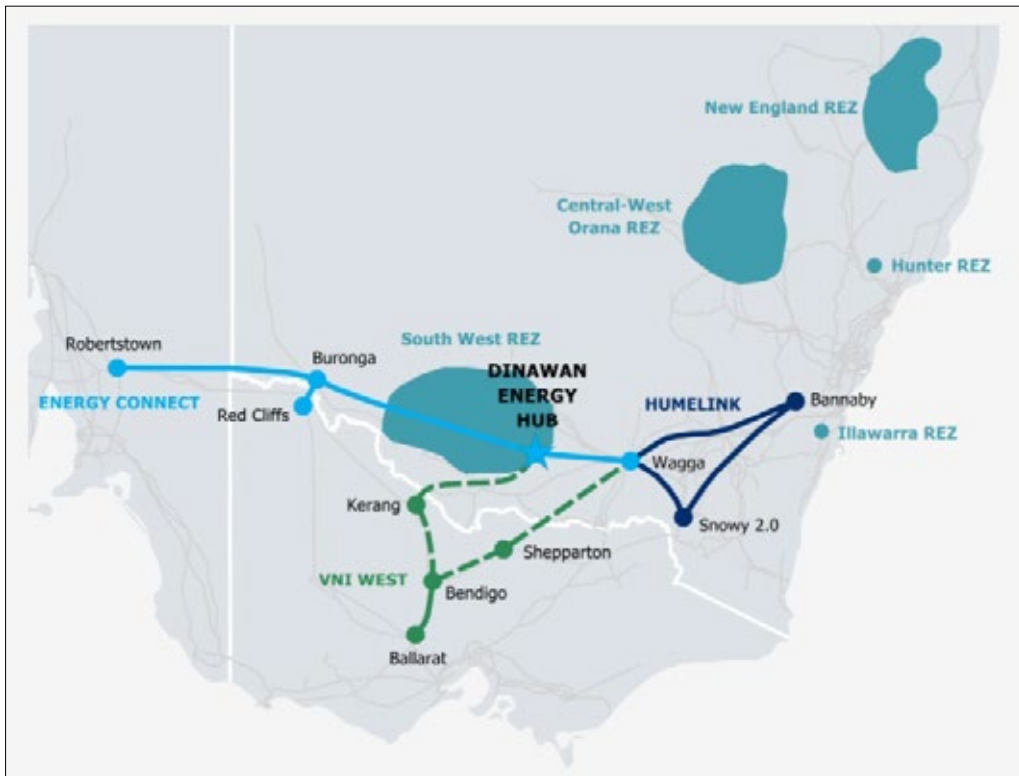 New England REZ
Central-West
Orana REZ
Hunter REZ
South West REZ
Robertstown
Buronga
DINAWAN
ENERGY
HUB
ENERGY CONNECT
Red Cliffs
HUMELINK
Bannaby
Illawarra REZ
Wagga
Kerang
Snowy 2.0
Shepparton
VNI WEST
Bendigo
Ballarat